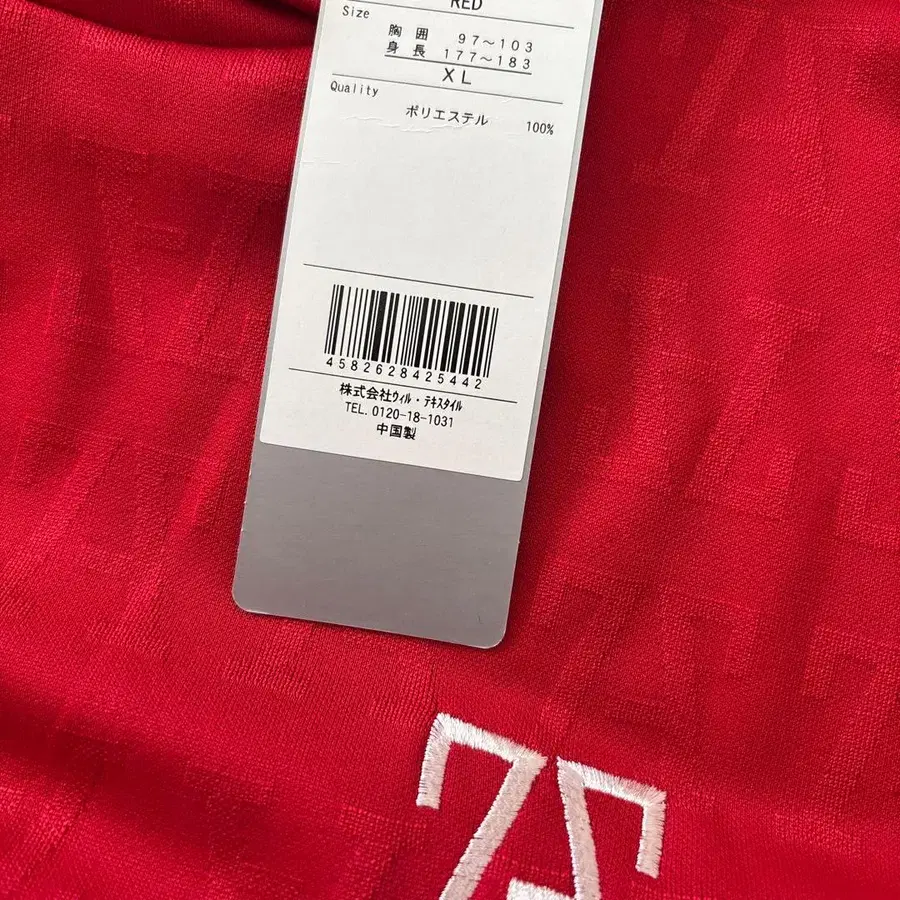 RED
Size
胸 囲 97～103
身 長 177～183
XL
Quality
ポリエステル 100%
4582628425442
株式会社ｳｨﾙ・ﾃｷｽﾀｲﾙ
TEL. 0120-18-1031
中国製